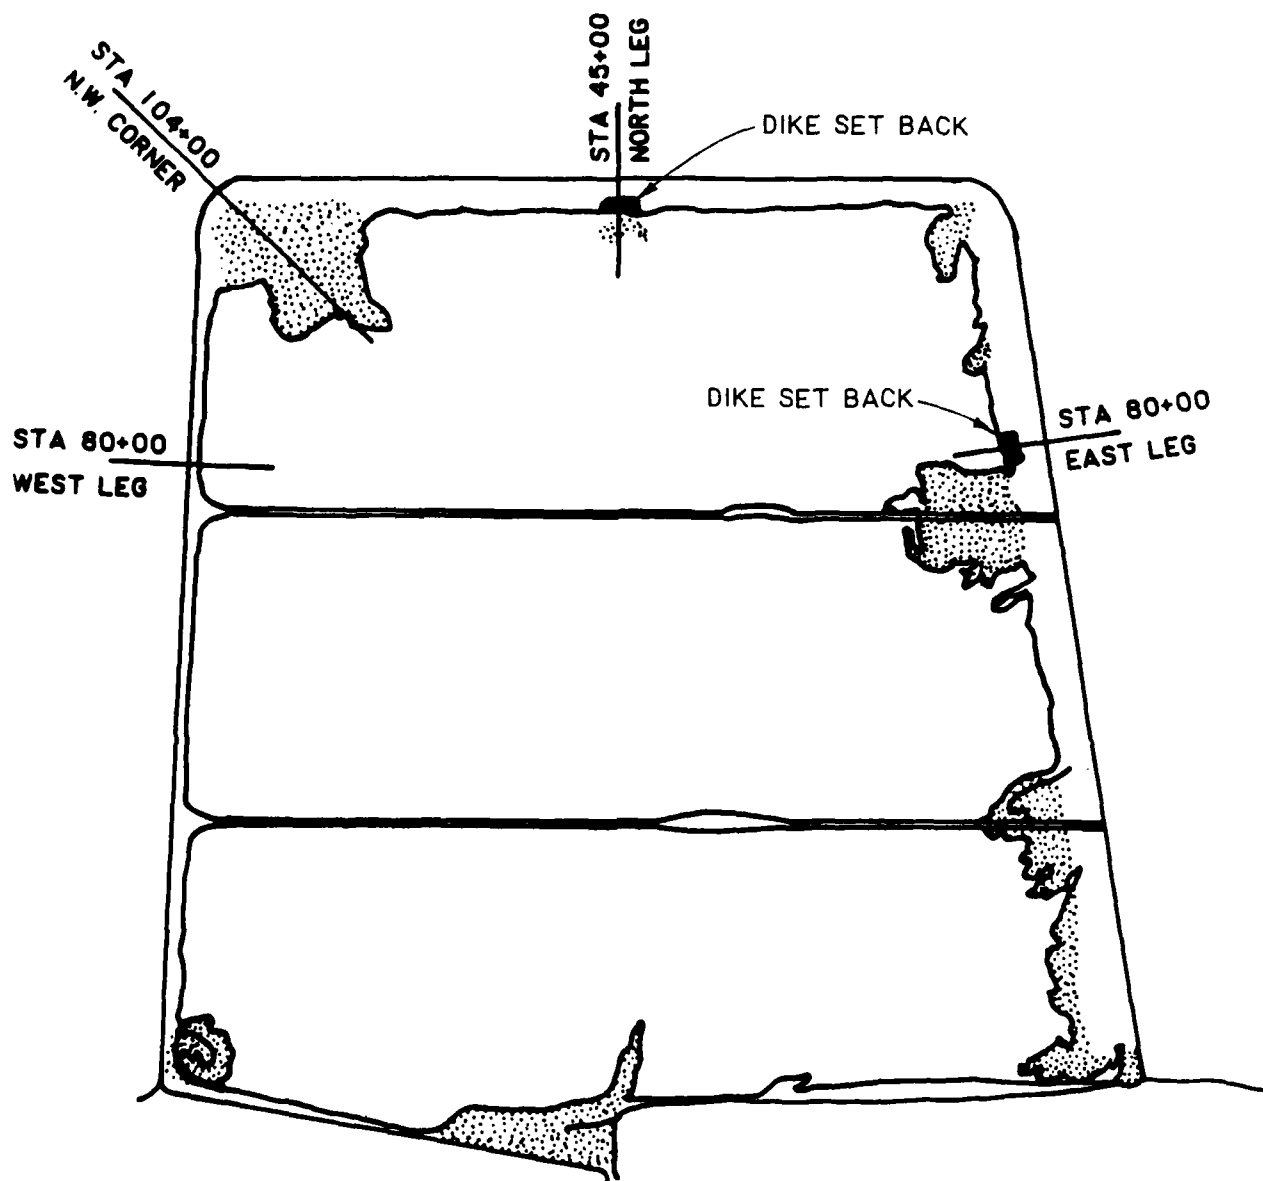 STA 104+00
N.W. CORNER
STA 45+00
NORTH LEG
DIKE SET BACK
DIKE SET BACK
STA 80+00
EAST LEG
STA 80+00
WEST LEG